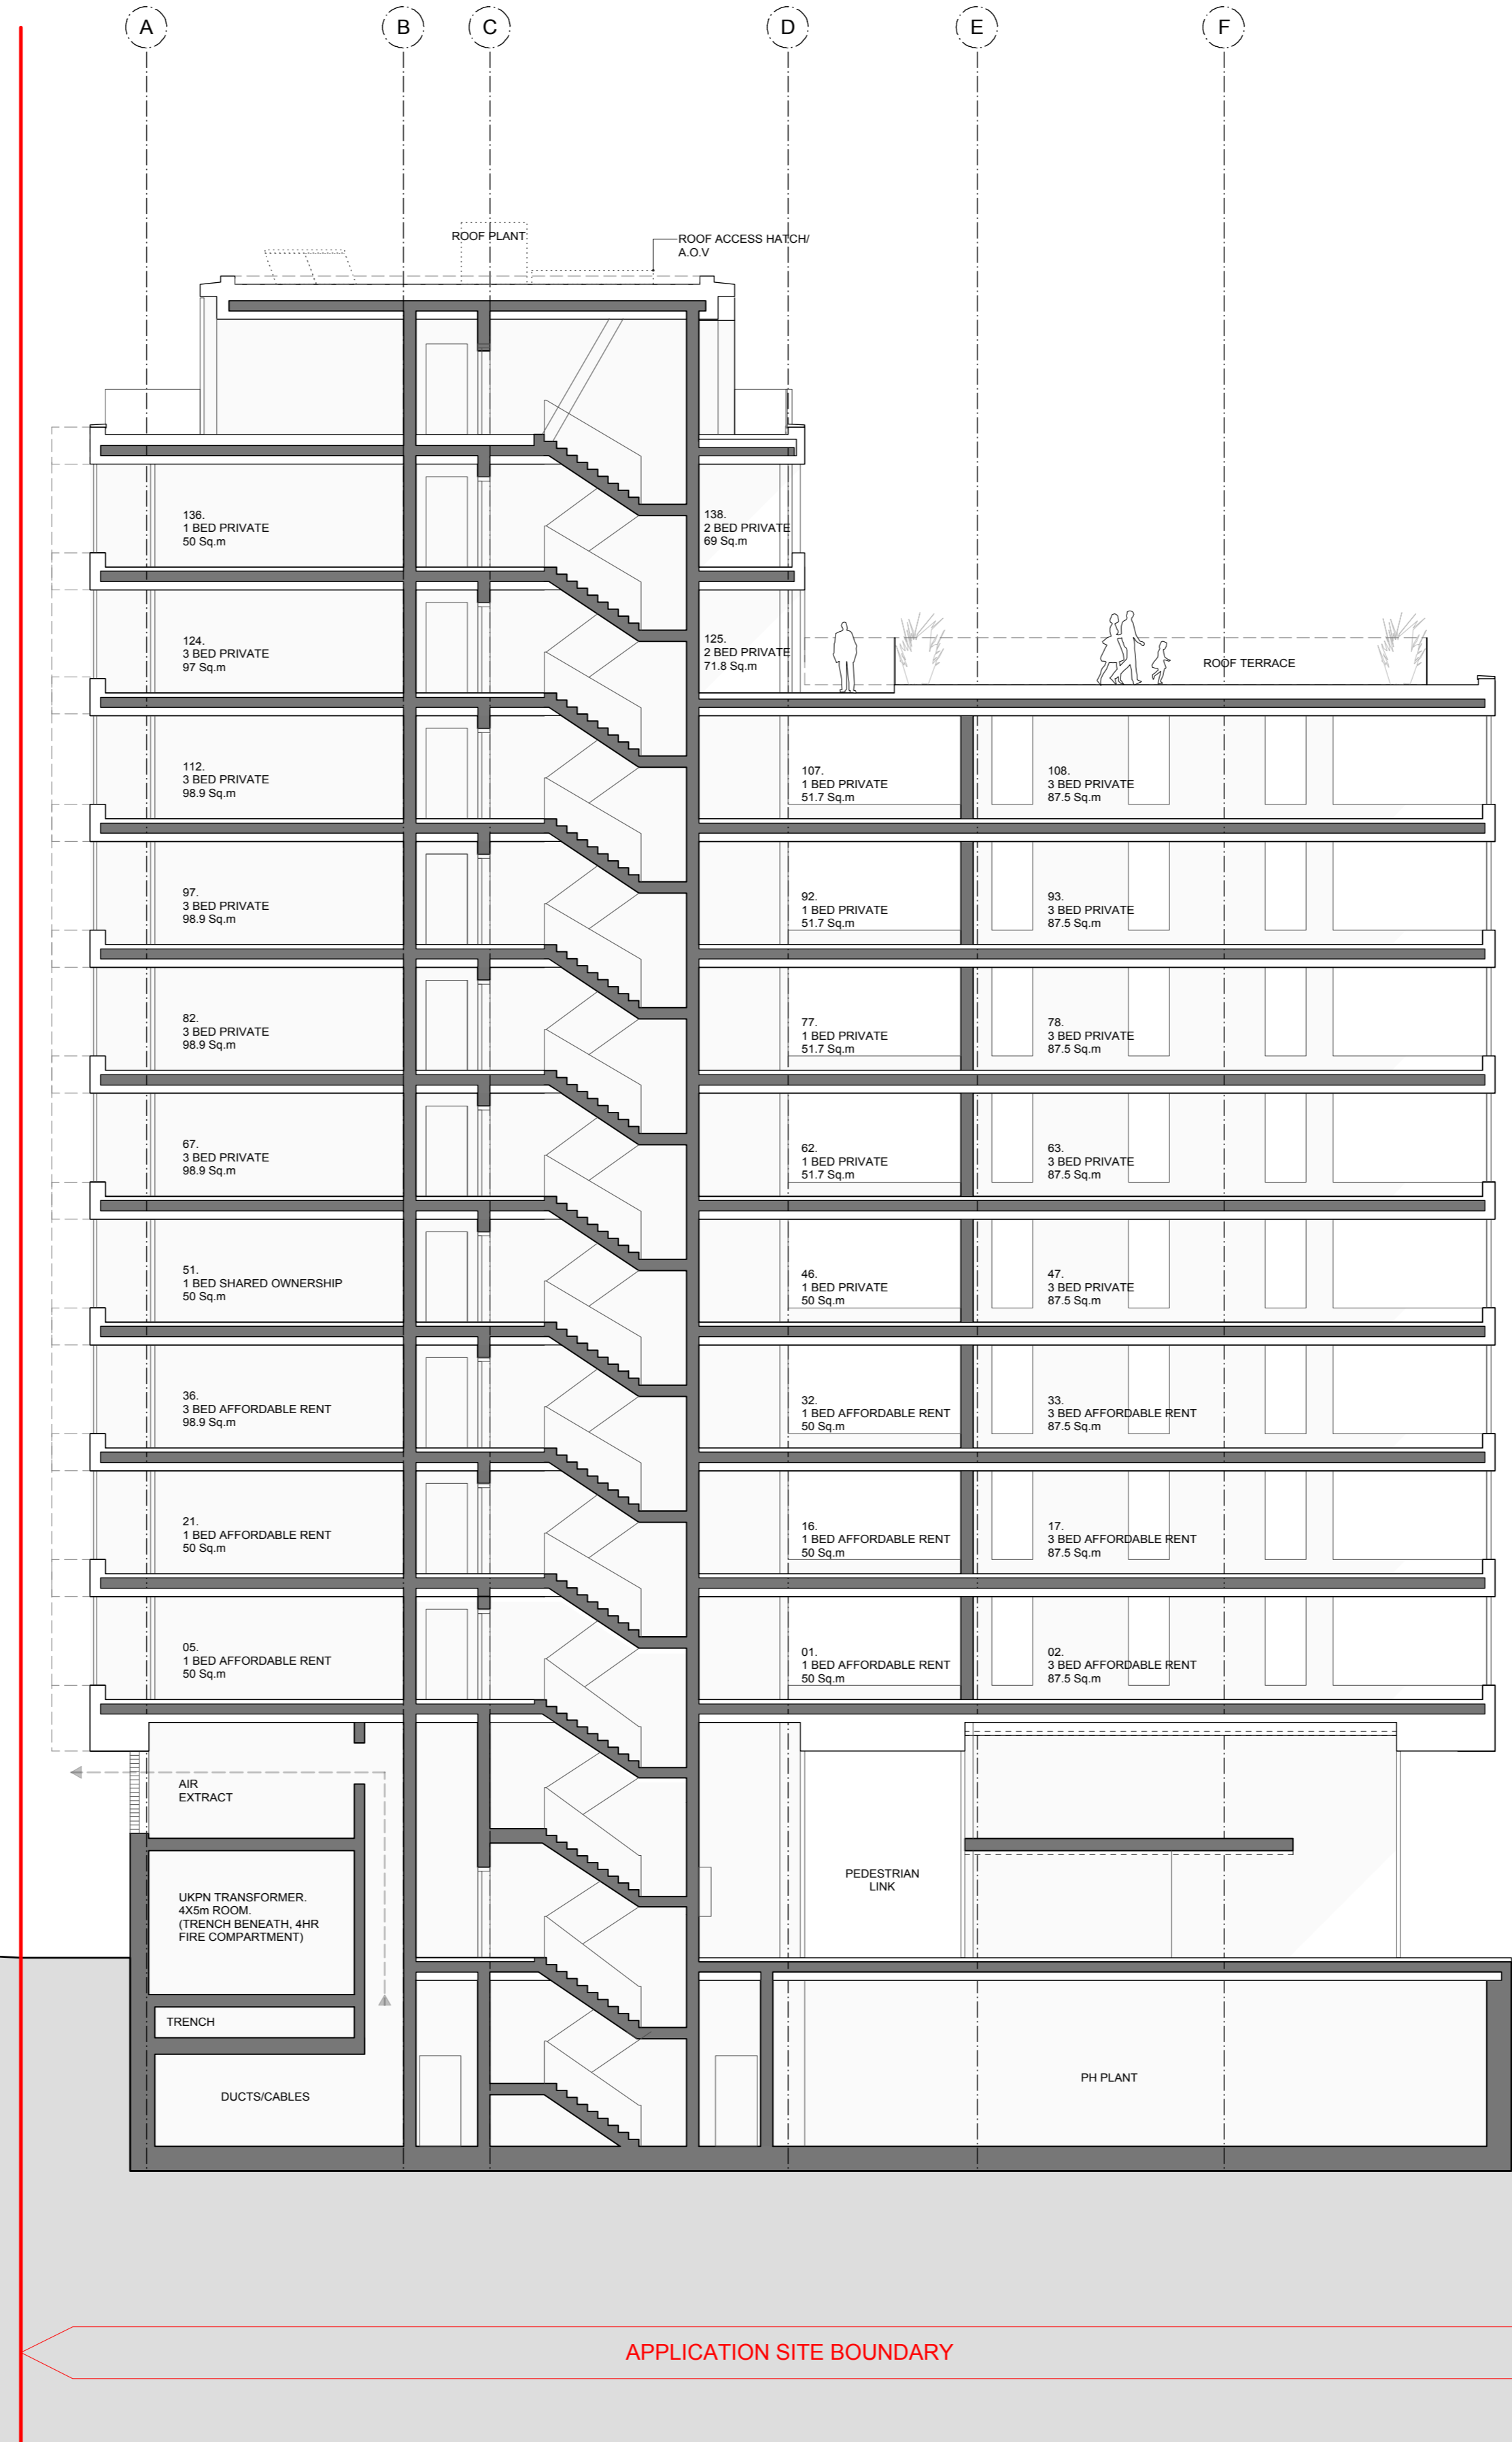 A
B
C
D
E
F
ROOF PLANT
ROOF ACCESS HATCH/
A.O.V
136.
1 BED PRIVATE
50 Sq.m
138.
2 BED PRIVATE
69 Sq.m
124.
3 BED PRIVATE
97 Sq.m
125.
2 BED PRIVATE
71.8 Sq.m
ROOF TERRACE
112.
3 BED PRIVATE
98.9 Sq.m
107.
1 BED PRIVATE
51.7 Sq.m
108.
3 BED PRIVATE
87.5 Sq.m
97.
3 BED PRIVATE
98.9 Sq.m
92.
1 BED PRIVATE
51.7 Sq.m
93.
3 BED PRIVATE
87.5 Sq.m
82.
3 BED PRIVATE
98.9 Sq.m
77.
1 BED PRIVATE
51.7 Sq.m
78.
3 BED PRIVATE
87.5 Sq.m
67.
3 BED PRIVATE
98.9 Sq.m
62.
1 BED PRIVATE
51.7 Sq.m
63.
3 BED PRIVATE
87.5 Sq.m
51.
1 BED SHARED OWNERSHIP
50 Sq.m
46.
1 BED PRIVATE
50 Sq.m
47.
3 BED PRIVATE
87.5 Sq.m
36.
3 BED AFFORDABLE RENT
98.9 Sq.m
32.
1 BED AFFORDABLE RENT
50 Sq.m
33.
3 BED AFFORDABLE RENT
87.5 Sq.m
21.
1 BED AFFORDABLE RENT
50 Sq.m
16.
1 BED AFFORDABLE RENT
50 Sq.m
17.
3 BED AFFORDABLE RENT
87.5 Sq.m
05.
1 BED AFFORDABLE RENT
50 Sq.m
01.
1 BED AFFORDABLE RENT
50 Sq.m
02.
3 BED AFFORDABLE RENT
87.5 Sq.m
AIR
EXTRACT
PEDESTRIAN
LINK
UKPN TRANSFORMER.
4X5m ROOM.
(TRENCH BENEATH, 4HR
FIRE COMPARTMENT)
TRENCH
DUCTS/CABLES
PH PLANT
APPLICATION SITE BOUNDARY